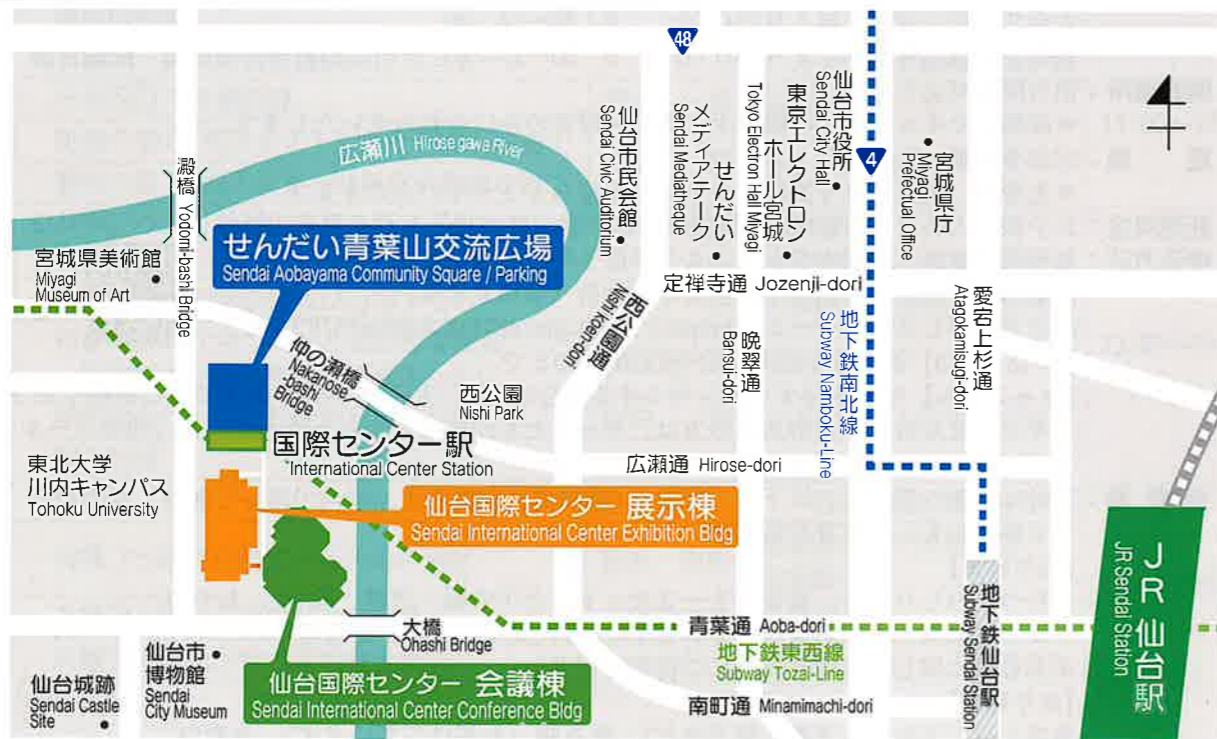 48
4
広瀬川 Hirose gawa River
澱橋 Yodomi-bashi Bridge
仙台市民会館
Sendai Civic Auditorium
せんだい
メディアテーク
Sendai Mediatheque
東京エレクトロン
ホール宮城
Tokyo Electron Hall Miyagi
仙台市役所
Sendai City Hall
宮城県庁
Miyagi
Prefectual Office
せんだい青葉山交流広場
Sendai Aobayama Community Square / Parking
宮城県美術館
Miyagi
Museum of Art
定禅寺通 Jozenji-dori
西公園通
Nishi Koen-dori
晩翠通
Bansui-dori
地下鉄南北線
Subway Namboku-Line
愛宕上杉通
Atagokamisugi-dori
仲の瀬橋
Nakanose
-bashi
Bridge
西公園
Nishi Park
国際センター駅
International Center Station
広瀬通 Hirose-dori
東北大学
川内キャンパス
Tohoku University
仙台国際センター 展示棟
Sendai International Center Exhibition Bldg
JR仙台駅
JR Sendai Station
地下鉄仙台駅
Subway Sendai Station
大橋
Ohashi Bridge
青葉通 Aoba-dori
地下鉄東西線
Subway Tozai-Line
南町通 Minamimachi-dori
仙台市
博物館
Sendai
City Museum
仙台城跡
Sendai Castle
Site
仙台国際センター 会議棟
Sendai International Center Conference Bldg